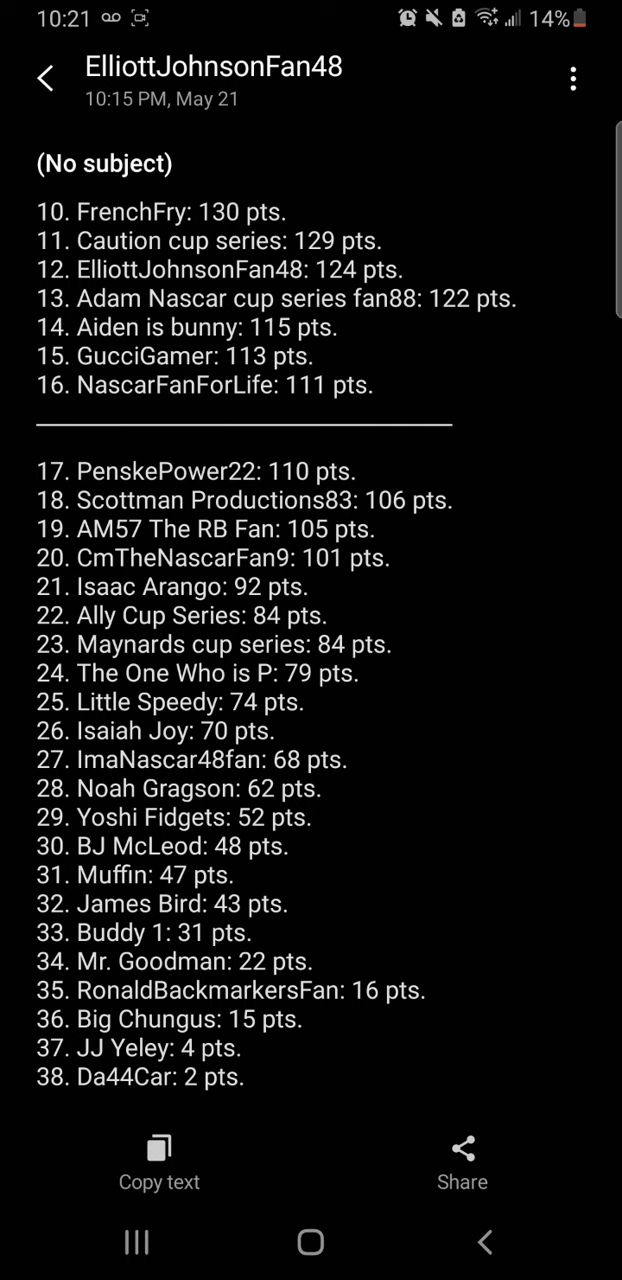 10:21 14%
ElliottJohnsonFan48
10:15 PM, May 21
(No subject)
10. FrenchFry: 130 pts.
11. Caution cup series: 129 pts.
12. ElliottJohnsonFan48: 124 pts.
13. Adam Nascar cup series fan88: 122 pts.
14. Aiden is bunny: 115 pts.
15. GucciGamer: 113 pts.
16. NascarFanForLife: 111 pts.
17. PenskePower22: 110 pts.
18. Scottman Productions83: 106 pts.
19. AM57 The RB Fan: 105 pts.
20. CmTheNascarFan9: 101 pts.
21. Isaac Arango: 92 pts.
22. Ally Cup Series: 84 pts.
23. Maynards cup series: 84 pts.
24. The One Who is P: 79 pts.
25. Little Speedy: 74 pts.
26. Isaiah Joy: 70 pts.
27. ImaNascar48fan: 68 pts.
28. Noah Gragson: 62 pts.
29. Yoshi Fidgets: 52 pts.
30. BJ McLeod: 48 pts.
31. Muffin: 47 pts.
32. James Bird: 43 pts.
33. Buddy 1: 31 pts.
34. Mr. Goodman: 22 pts.
35. RonaldBackmarkersFan: 16 pts.
36. Big Chungus: 15 pts.
37. JJ Yeley: 4 pts.
38. Da44Car: 2 pts.
Copy text Share